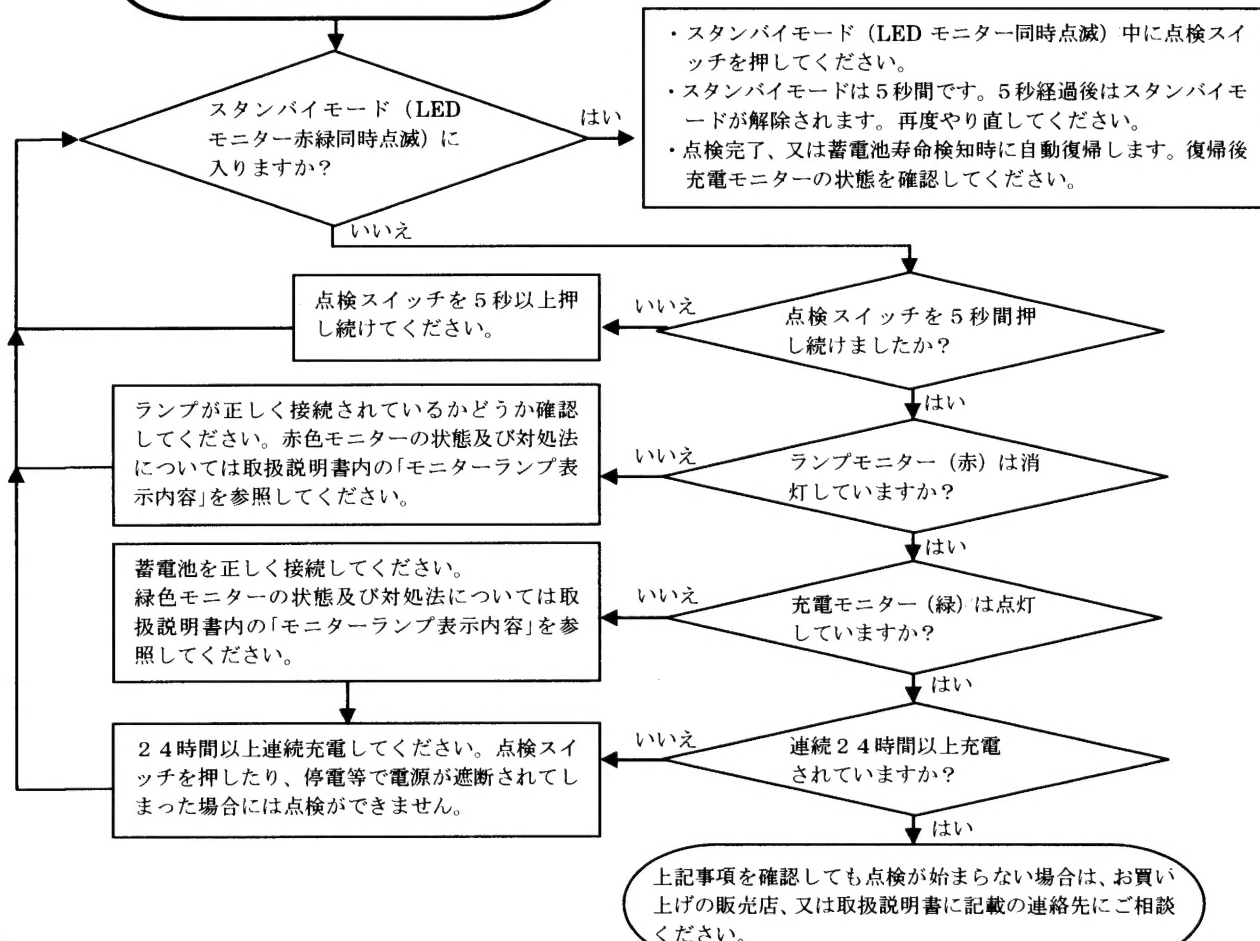 スタンバイモード（LED
モニター赤緑同時点滅）に
入りますか？
はい
・スタンバイモード（LED モニター同時点滅）中に点検スイ
ッチを押してください。
・スタンバイモードは５秒間です。５秒経過後はスタンバイモ
ードが解除されます。再度やり直してください。
・点検完了、又は蓄電池寿命検知時に自動復帰します。復帰後
充電モニターの状態を確認してください。
いいえ
点検スイッチを５秒間押
し続けましたか？
いいえ
点検スイッチを５秒以上押
し続けてください。
はい
ランプモニター（赤）は消
灯していますか？
いいえ
ランプが正しく接続されているかどうか確認
してください。赤色モニターの状態及び対処法
については取扱説明書内の「モニターランプ表
示内容」を参照してください。
はい
充電モニター（緑）は点灯
していますか？
いいえ
蓄電池を正しく接続してください。
緑色モニターの状態及び対処法については取
扱説明書内の「モニターランプ表示内容」を参
照してください。
はい
連続２４時間以上充電
されていますか？
いいえ
２４時間以上連続充電してください。点検スイ
ッチを押したり、停電等で電源が遮断されてし
まった場合には点検ができません。
はい
上記事項を確認しても点検が始まらない場合は、お買い
上げの販売店、又は取扱説明書に記載の連絡先にご相談
ください。